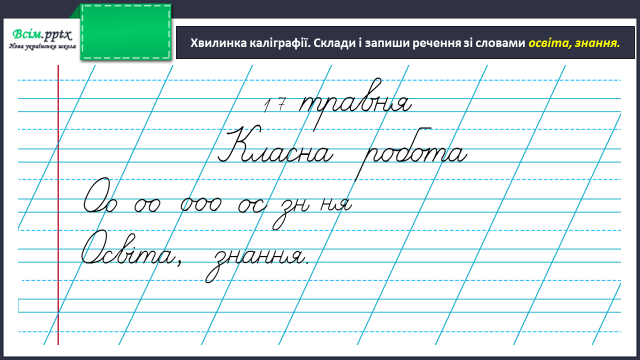 Всім.pptx
Нова українська школа
Хвилинка каліграфії. Склади і запиши речення зі словами освіта, знання.
17 травня
Класна робота
Оо оо ооо ос зн ня
Освіта, знання.